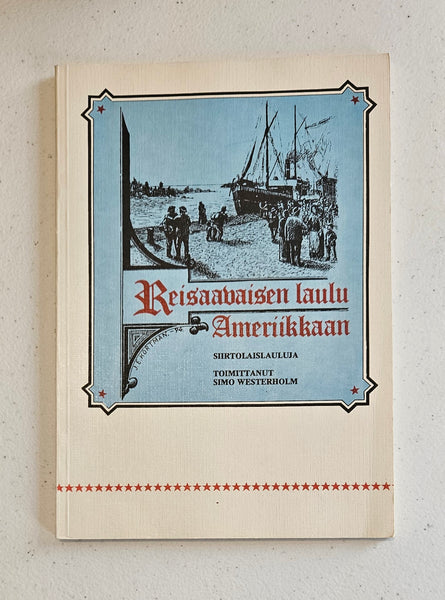 Reisaavaisen laulu
Ameriikkaan
SIIRTOLAISLAULUJA
TOIMITTANUT
SIMO WESTERHOLM